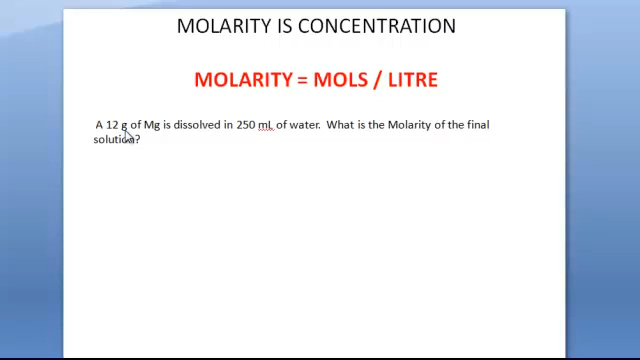 MOLARITY IS CONCENTRATION
MOLARITY = MOLS / LITRE
A 12 g of Mg is dissolved in 250 mL of water. What is the Molarity of the final
solution?